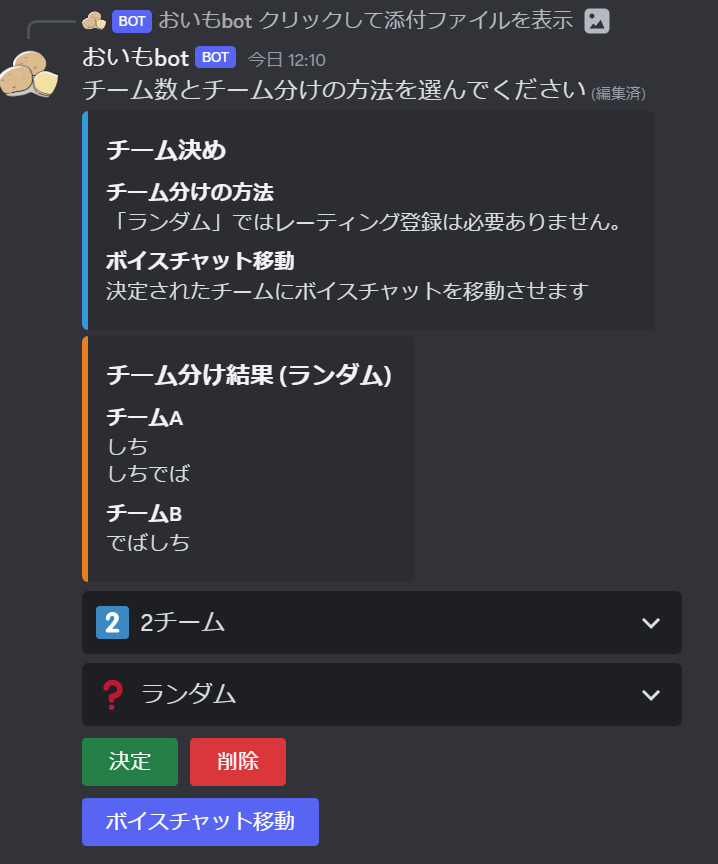 BOT おいもbot クリックして添付ファイルを表示
おいもbot BOT 今日 12:10
チーム数とチーム分けの方法を選んでください (編集済)
チーム決め
チーム分けの方法
「ランダム」ではレーティング登録は必要ありません。
ボイスチャット移動
決定されたチームにボイスチャットを移動させます
チーム分け結果 (ランダム)
チームA
しち
しちでば
チームB
でばしち
2 2チーム
ランダム
決定 削除
ボイスチャット移動